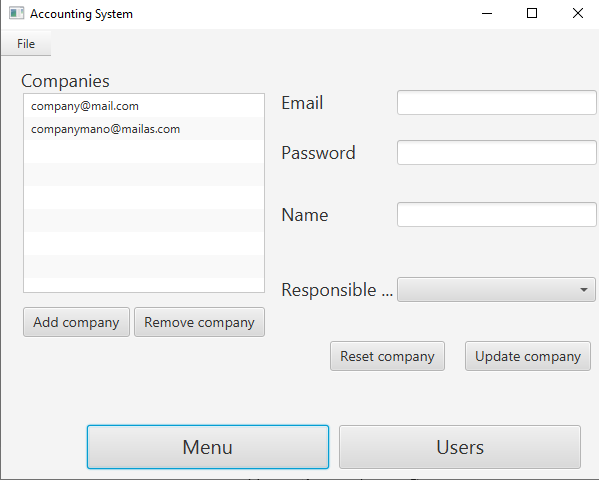 Accounting System
File
Companies
company@mail.com
companymano@mailas.com
Email
Password
Name
Responsible ...
Add company
Remove company
Reset company
Update company
Menu
Users